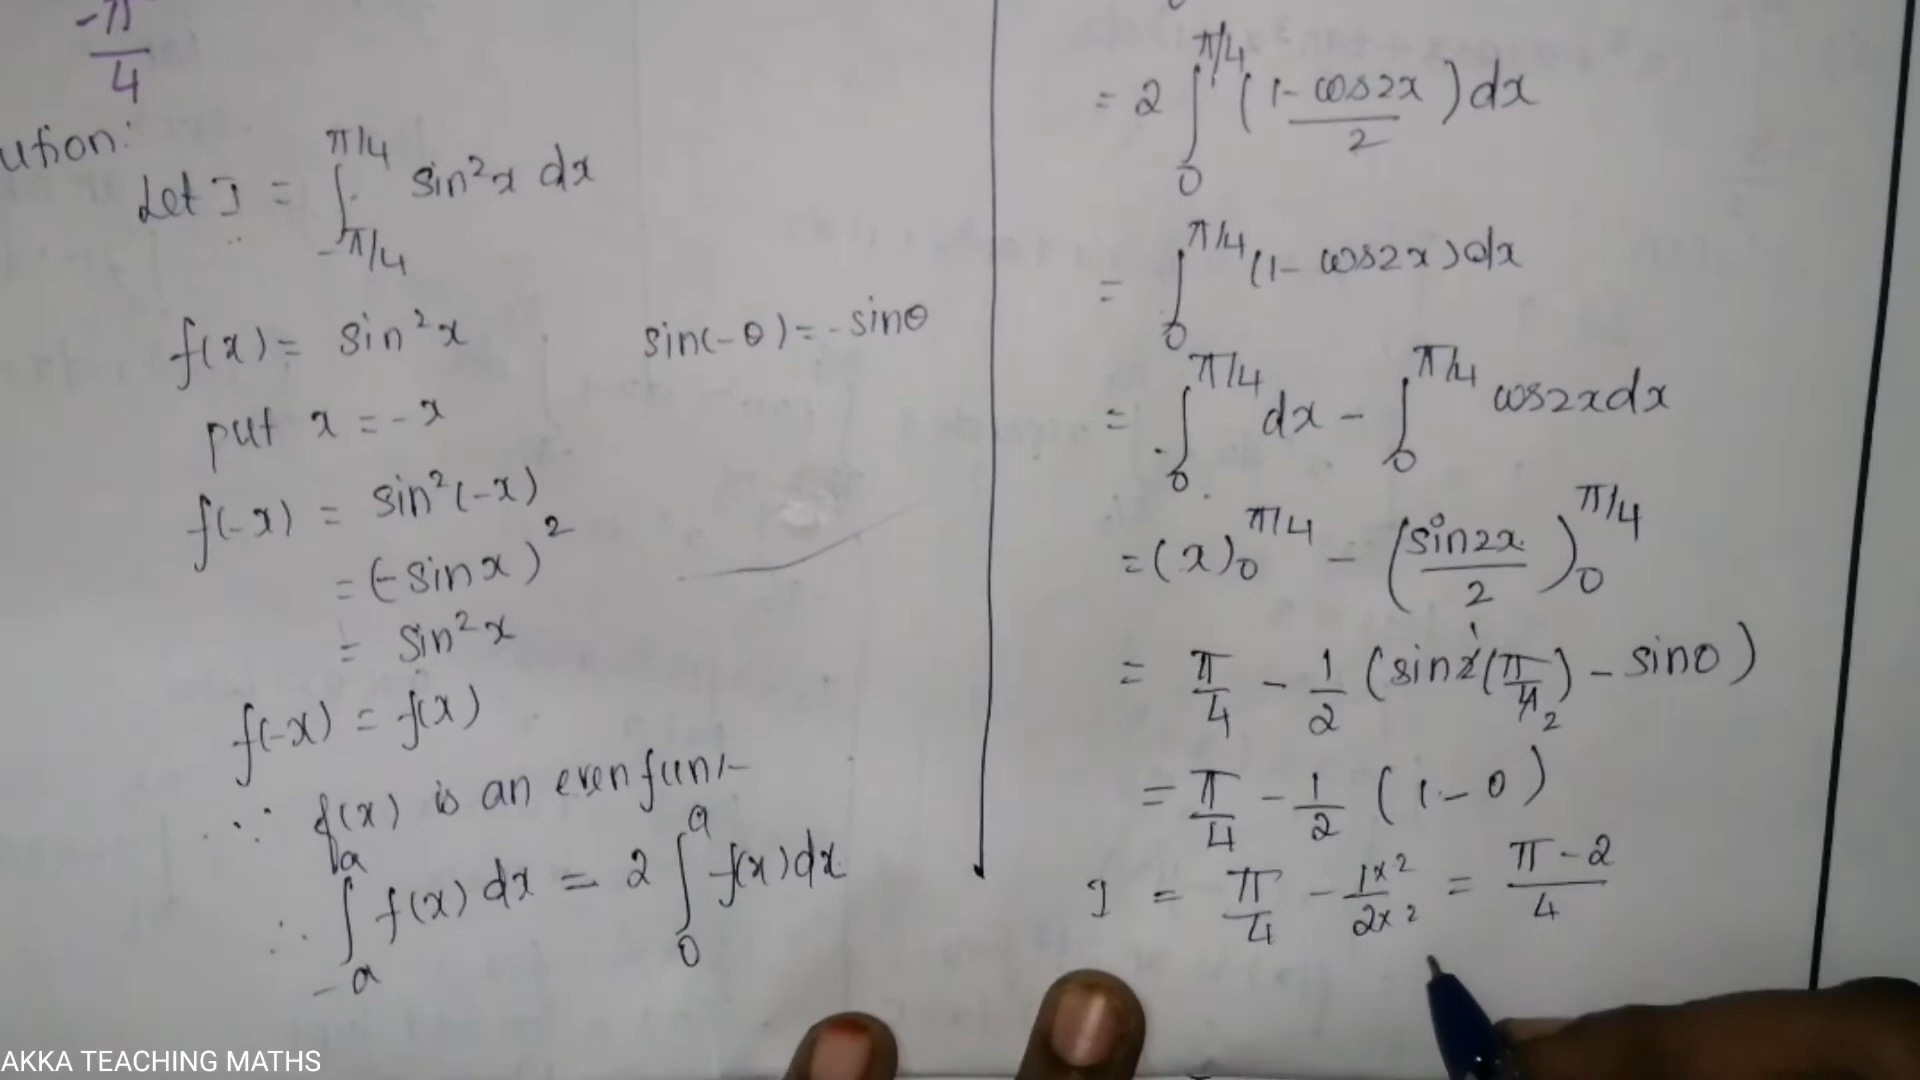 -π
4
ution:
Let I = ∫_{-π/4}^{π/4} sin²x dx
f(x) = sin²x    sin(-θ) = -sinθ
put x = -x
f(-x) = sin²(-x)
= (-sinx)²
= sin²x
f(-x) = f(x)
∵ f(x) is an even fun/-
∴ ∫_{-a}^{a} f(x) dx = 2 ∫_{0}^{a} f(x) dx
= 2 ∫_{0}^{π/4} (1-cos2x / 2) dx
= ∫_{0}^{π/4} (1-cos2x) dx
= ∫_{0}^{π/4} dx - ∫_{0}^{π/4} cos2x dx
= (x)_{0}^{π/4} - (sin2x / 2)_{0}^{π/4}
= π/4 - 1/2 (sin2(π/4) - sin0)
= π/4 - 1/2 (1-0)
I = π/4 - 1×2/2×2 = π-2/4
AKKA TEACHING MATHS